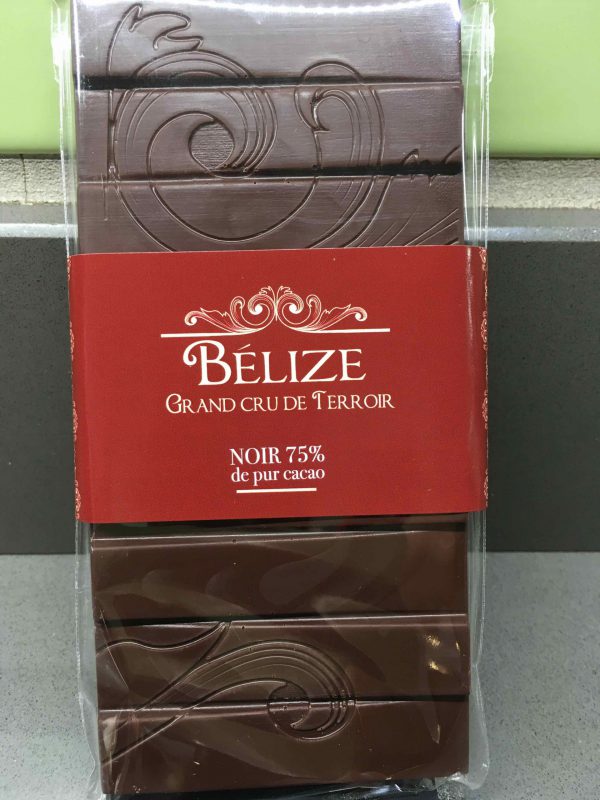 BÉLIZE
GRAND CRU DE TERROIR
NOIR 75%
de pur cacao